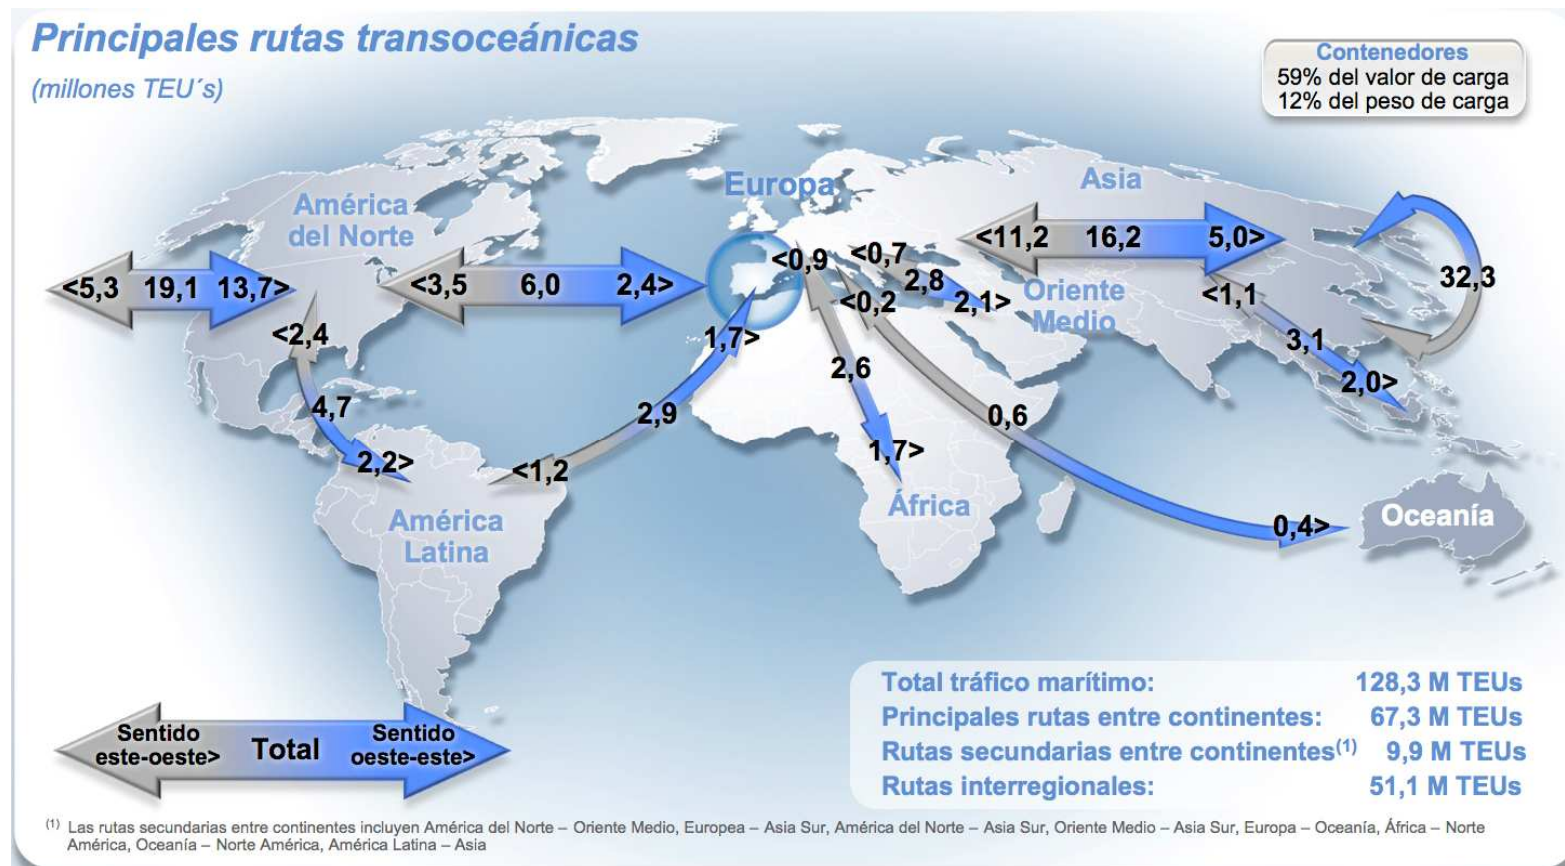 Principales rutas transoceánicas
(millones TEU´s)
Contenedores
59% del valor de carga
12% del peso de carga
Europa
Asia
América
del Norte
<11,2 16,2 5,0>
<0,9
<0,7
<5,3 19,1 13,7>
<3,5 6,0 2,4>
2,8
2,1>
<0,2
Oriente
Medio
<1,1
32,3
<2,4
1,7>
3,1
2,6
2,0>
4,7
2,9
0,6
2,2>
<1,2
1,7>
África
América
Latina
0,4>
Oceanía
Sentido
este-oeste>
Total
Sentido
oeste-este>
Total tráfico marítimo: 128,3 M TEUs
Principales rutas entre continentes: 67,3 M TEUs
Rutas secundarias entre continentes(1) 9,9 M TEUs
Rutas interregionales: 51,1 M TEUs
(1) Las rutas secundarias entre continentes incluyen América del Norte – Oriente Medio, Europea – Asia Sur, América del Norte – Asia Sur, Oriente Medio – Asia Sur, Europa – Oceanía, África – Norte
América, Oceanía – Norte América, América Latina – Asia